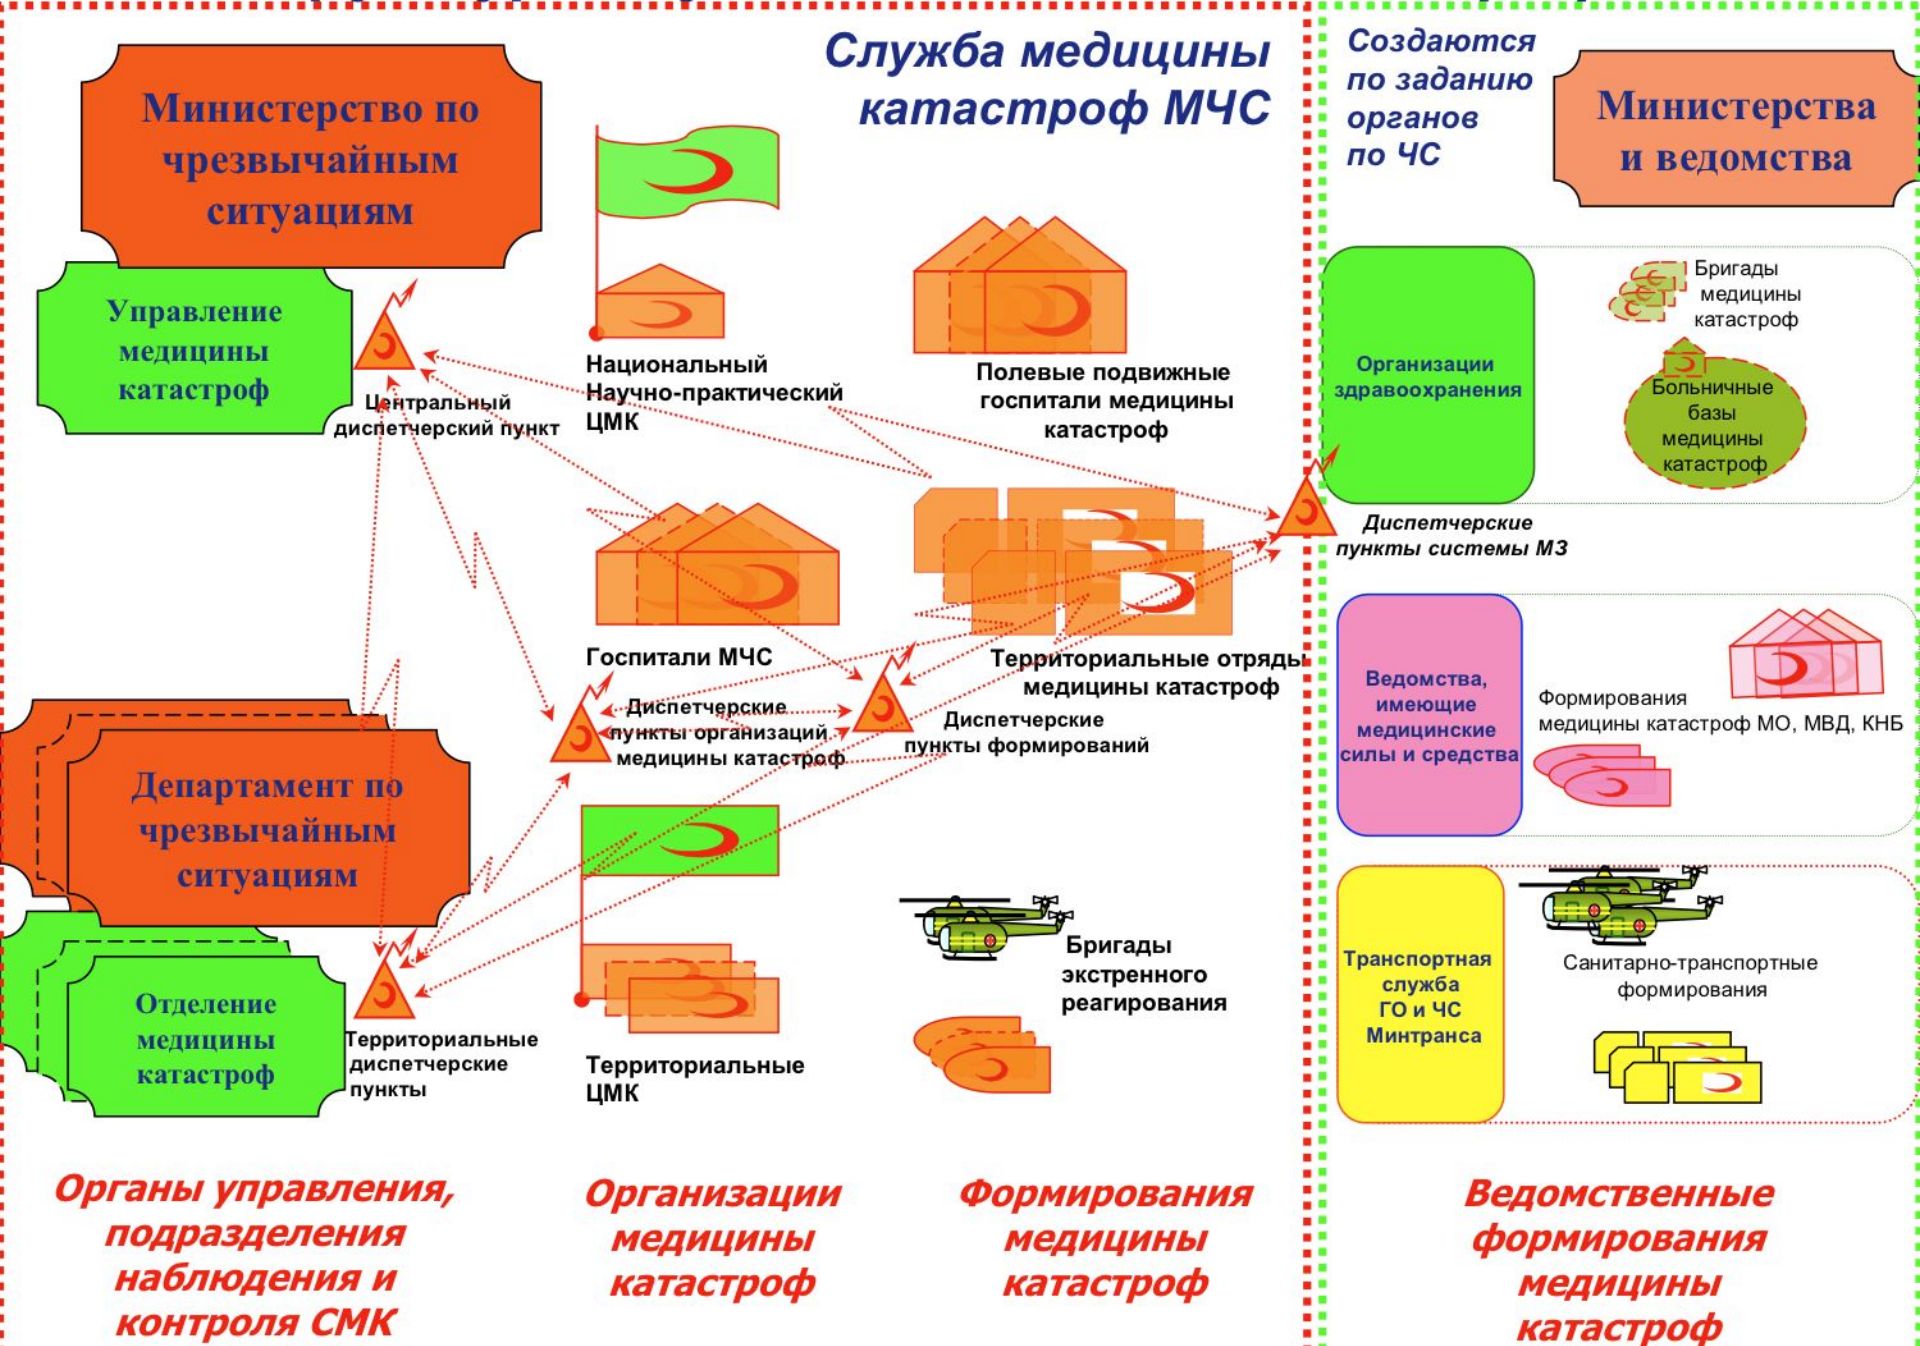 Служба медицины
катастроф МЧС
Создаются
по заданию
органов
по ЧС
Министерства
и ведомства
Министерство по
чрезвычайным
ситуациям
Управление
медицины
катастроф
Центральный
диспетчерский пункт
Национальный
Научно-практический
ЦМК
Полевые подвижные
госпитали медицины
катастроф
Организации
здравоохранения
Бригады
медицины
катастроф
Больничные
базы
медицины
катастроф
Диспетчерские
пункты системы МЗ
Госпитали МЧС
Диспетчерские
пункты организаций
медицины катастроф
Территориальные отряды
медицины катастроф
Диспетчерские
пункты формирований
Ведомства,
имеющие
медицинские
силы и средства
Формирования
медицины катастроф МО, МВД, КНБ
Департамент по
чрезвычайным
ситуациям
Отделение
медицины
катастроф
Территориальные
диспетчерские
пункты
Территориальные
ЦМК
Бригады
экстренного
реагирования
Транспортная
служба
ГО и ЧС
Минтранса
Санитарно-транспортные
формирования
Органы управления,
подразделения
наблюдения и
контроля СМК
Организации
медицины
катастроф
Формирования
медицины
катастроф
Ведомственные
формирования
медицины
катастроф